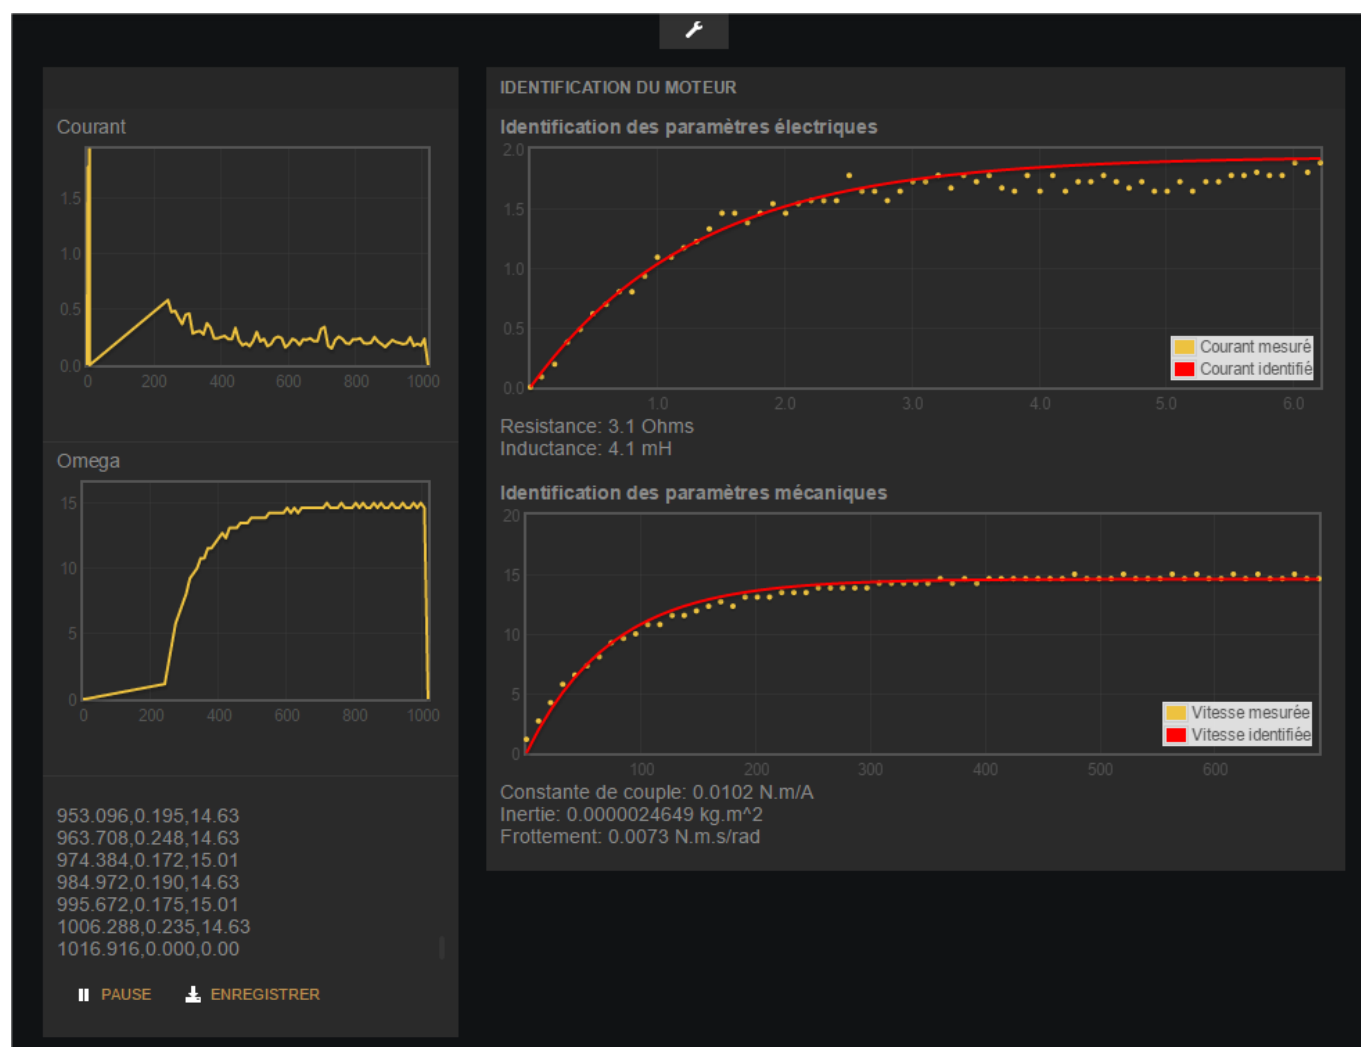 Courant
1.5
1.0
0.5
0.0
0 200 400 600 800 1000
Omega
15
10
5
0
0 200 400 600 800 1000
953.096,0.195,14.63
963.708,0.248,14.63
974.384,0.172,15.01
984.972,0.190,14.63
995.672,0.175,15.01
1006.288,0.235,14.63
1016.916,0.000,0.00
PAUSE ENREGISTRER
IDENTIFICATION DU MOTEUR
Identification des paramètres électriques
2.0
1.5
1.0
0.5
0.0
Courant mesuré
Courant identifié
1.0 2.0 3.0 4.0 5.0 6.0
Resistance: 3.1 Ohms
Inductance: 4.1 mH
Identification des paramètres mécaniques
20
15
10
5
0
Vitesse mesurée
Vitesse identifiée
100 200 300 400 500 600
Constante de couple: 0.0102 N.m/A
Inertie: 0.0000024649 kg.m^2
Frottement: 0.0073 N.m.s/rad